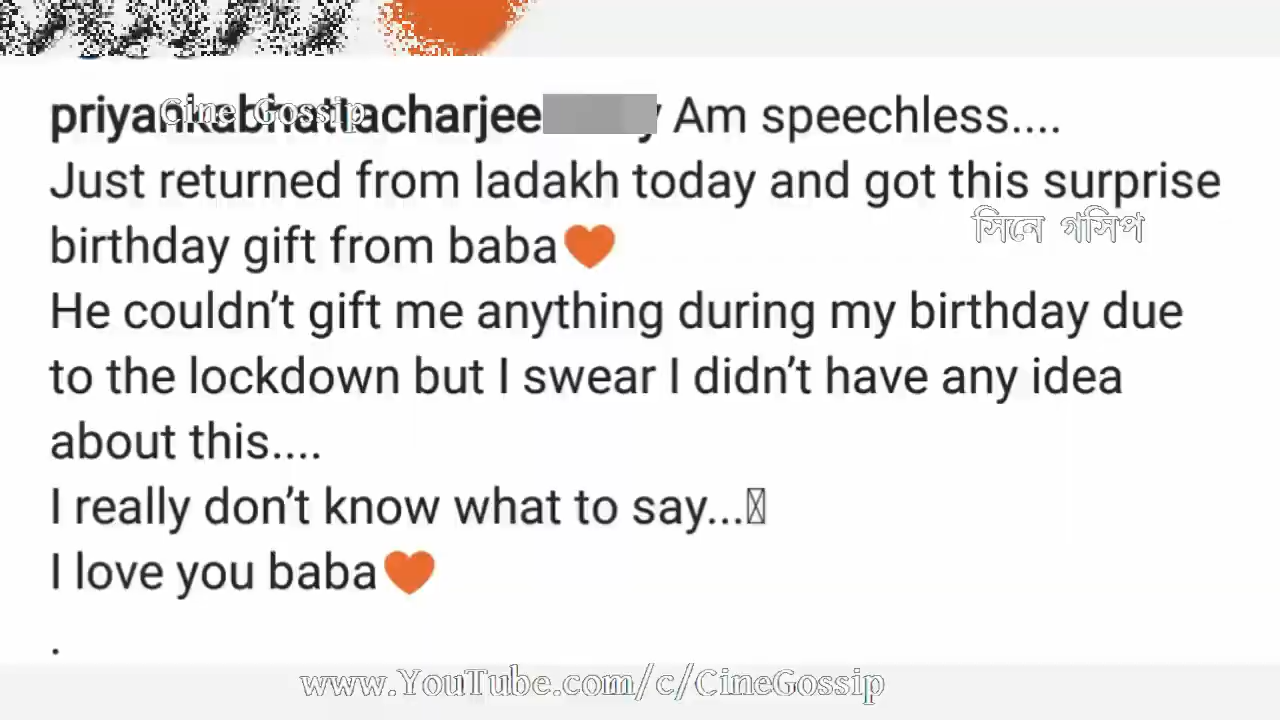 Cine Gossip
priyankabhattacharjee Am speechless....
Just returned from ladakh today and got this surprise
সিনে গসিপ
birthday gift from baba🧡
He couldn’t gift me anything during my birthday due
to the lockdown but I swear I didn’t have any idea
about this....
I really don’t know what to say...
I love you baba🧡
.
www.YouTube.com/c/CineGossip